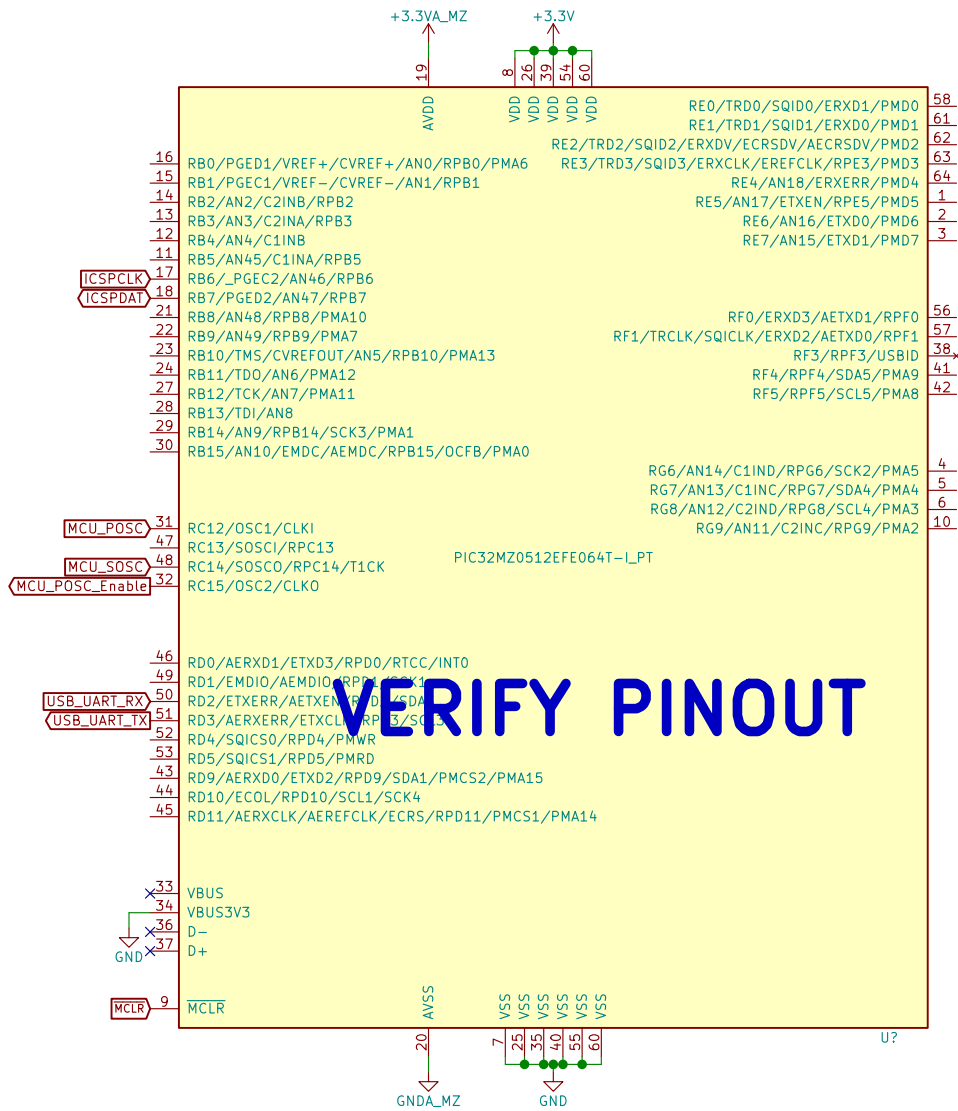 +3.3VA_MZ
+3.3V
19
8
26
39
54
60
AVDD
VDD
VDD
VDD
VDD
VDD
RE0/TRD0/SQID0/ERXD1/PMD0 58
RE1/TRD1/SQID1/ERXD0/PMD1 61
RE2/TRD2/SQID2/ERXDV/ECRSDV/AECRSDV/PMD2 62
16 RB0/PGED1/VREF+/CVREF+/AN0/RPB0/PMA6
RE3/TRD3/SQID3/ERXCLK/EREFCLK/RPE3/PMD3 63
15 RB1/PGEC1/VREF-/CVREF-/AN1/RPB1
RE4/AN18/ERXERR/PMD4 64
14 RB2/AN2/C2INB/RPB2
RE5/AN17/ETXEN/RPE5/PMD5 1
13 RB3/AN3/C2INA/RPB3
RE6/AN16/ETXD0/PMD6 2
12 RB4/AN4/C1INB
RE7/AN15/ETXD1/PMD7 3
11 RB5/AN45/C1INA/RPB5
ICSPCLK 17 RB6/_PGEC2/AN46/RPB6
ICSPDAT 18 RB7/PGED2/AN47/RPB7
21 RB8/AN48/RPB8/PMA10
RF0/ERXD3/AETXD1/RPF0 56
22 RB9/AN49/RPB9/PMA7
RF1/TRCLK/SQICLK/ERXD2/AETXD0/RPF1 57
23 RB10/TMS/CVREFOUT/AN5/RPB10/PMA13
RF3/RPF3/USBID 38
24 RB11/TDO/AN6/PMA12
RF4/RPF4/SDA5/PMA9 41
27 RB12/TCK/AN7/PMA11
RF5/RPF5/SCL5/PMA8 42
28 RB13/TDI/AN8
29 RB14/AN9/RPB14/SCK3/PMA1
30 RB15/AN10/EMDC/AEMDC/RPB15/OCFB/PMA0
RG6/AN14/C1IND/RPG6/SCK2/PMA5 4
RG7/AN13/C1INC/RPG7/SDA4/PMA4 5
RG8/AN12/C2IND/RPG8/SCL4/PMA3 6
MCU_POSC 31 RC12/OSC1/CLKI
RG9/AN11/C2INC/RPG9/PMA2 10
47 RC13/SOSCI/RPC13
PIC32MZ0512EFE064T-I_PT
MCU_SOSC 48 RC14/SOSCO/RPC14/T1CK
MCU_POSC_Enable 32 RC15/OSC2/CLKO
46 RD0/AERXD1/ETXD3/RPD0/RTCC/INT0
49 RD1/EMDIO/AEMDIO/RPD1/SCK1
USB_UART_RX 50
VERIFY PINOUT
USB_UART_TX 51
52 RD4/SQICS0/RPD4/PMWR
53 RD5/SQICS1/RPD5/PMRD
43 RD9/AERXD0/ETXD2/RPD9/SDA1/PMCS2/PMA15
44 RD10/ECOL/RPD10/SCL1/SCK4
45 RD11/AERXCLK/AEREFCLK/ECRS/RPD11/PMCS1/PMA14
33 VBUS
34 VBUS3V3
36 D-
37 D+
GND
MCLR 9 MCLR
AVSS
VSS
VSS
VSS
VSS
VSS
VSS
20
7
25
35
40
55
60
U?
GNDA_MZ
GND